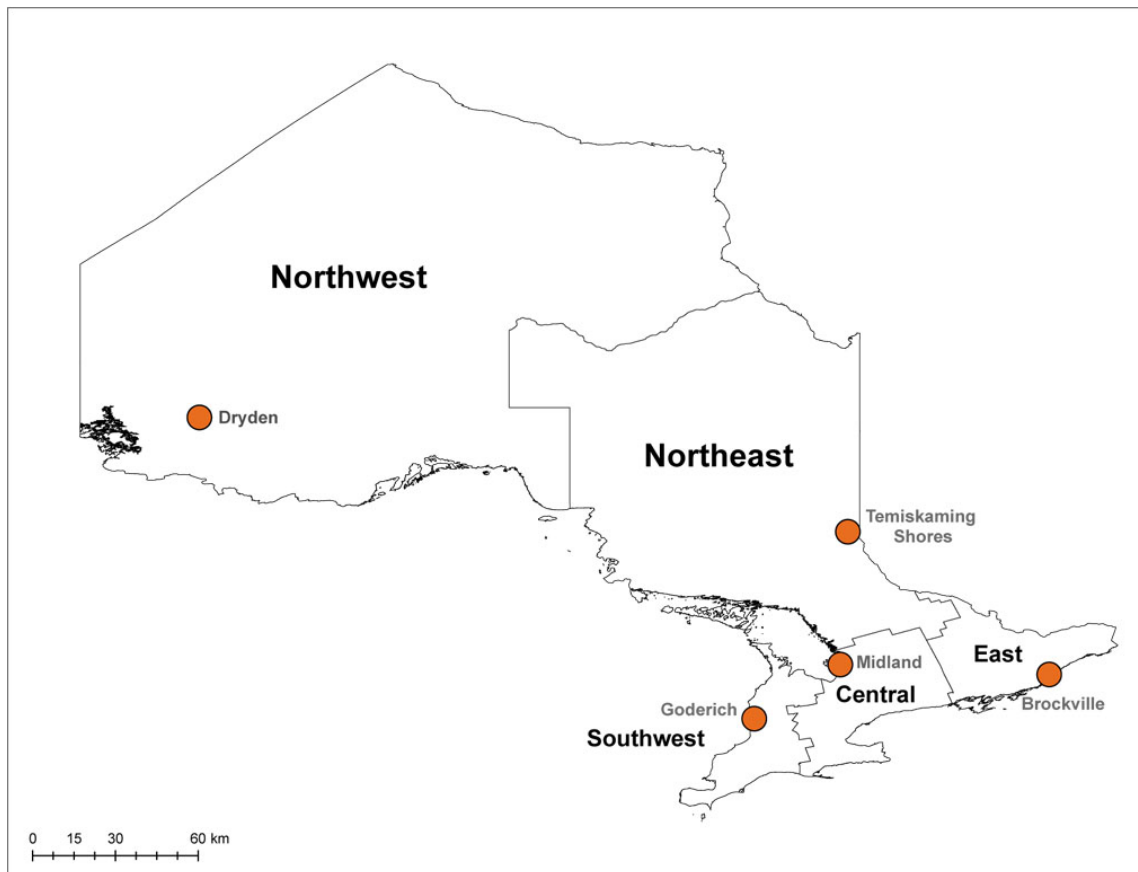 Northwest
Dryden
Northeast
Temiskaming
Shores
East
Midland
Central
Brockville
Goderich
Southwest
0 15 30 60 km